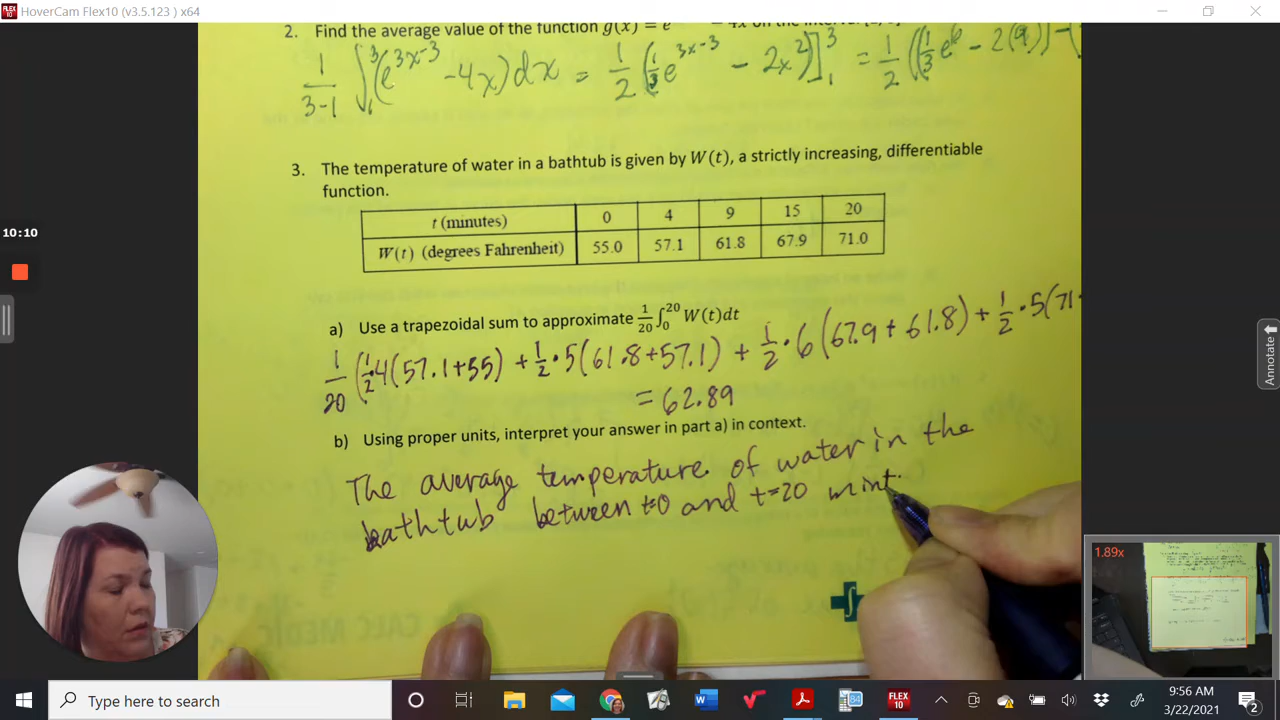 HoverCam Flex10 (v3.5.123 ) x64
2. Find the average value of the function g(x) = e
1/(3-1) ∫₁³ (e^(3x-3) - 4x) dx = 1/2 (1/3 e^(3x-3) - 2x²)]₁³ = 1/2 ((1/3 e⁶ - 2(9)) - (
3. The temperature of water in a bathtub is given by W(t), a strictly increasing, differentiable
function.
t (minutes) 0 4 9 15 20
W(t) (degrees Fahrenheit) 55.0 57.1 61.8 67.9 71.0
10:10
a) Use a trapezoidal sum to approximate 1/20 ∫₀²⁰ W(t)dt
1/20 (1/2·4(57.1+55) + 1/2·5(61.8+57.1) + 1/2·6(67.9+61.8) + 1/2·5(71.
= 62.89
b) Using proper units, interpret your answer in part a) in context.
The average temperature of water in the
bathtub between t=0 and t=20 mint
Annotate
1.89x
CALC MEDIC
Type here to search
FLEX 10
9:56 AM
3/22/2021
2